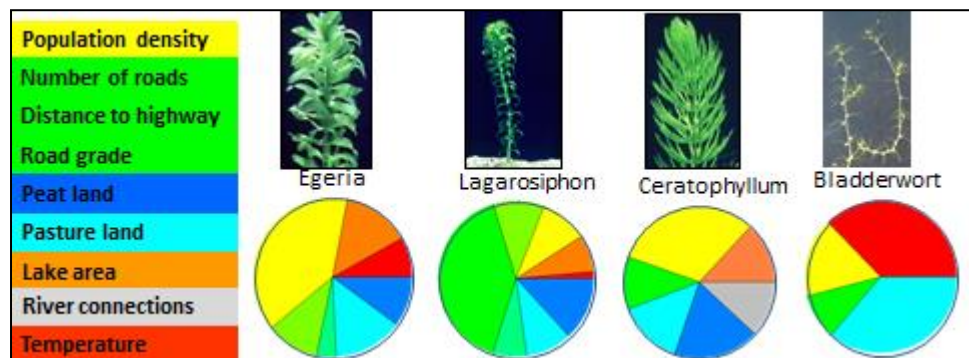 Population density
Number of roads
Distance to highway
Road grade
Peat land
Pasture land
Lake area
River connections
Temperature
Egeria
Lagarosiphon
Ceratophyllum
Bladderwort